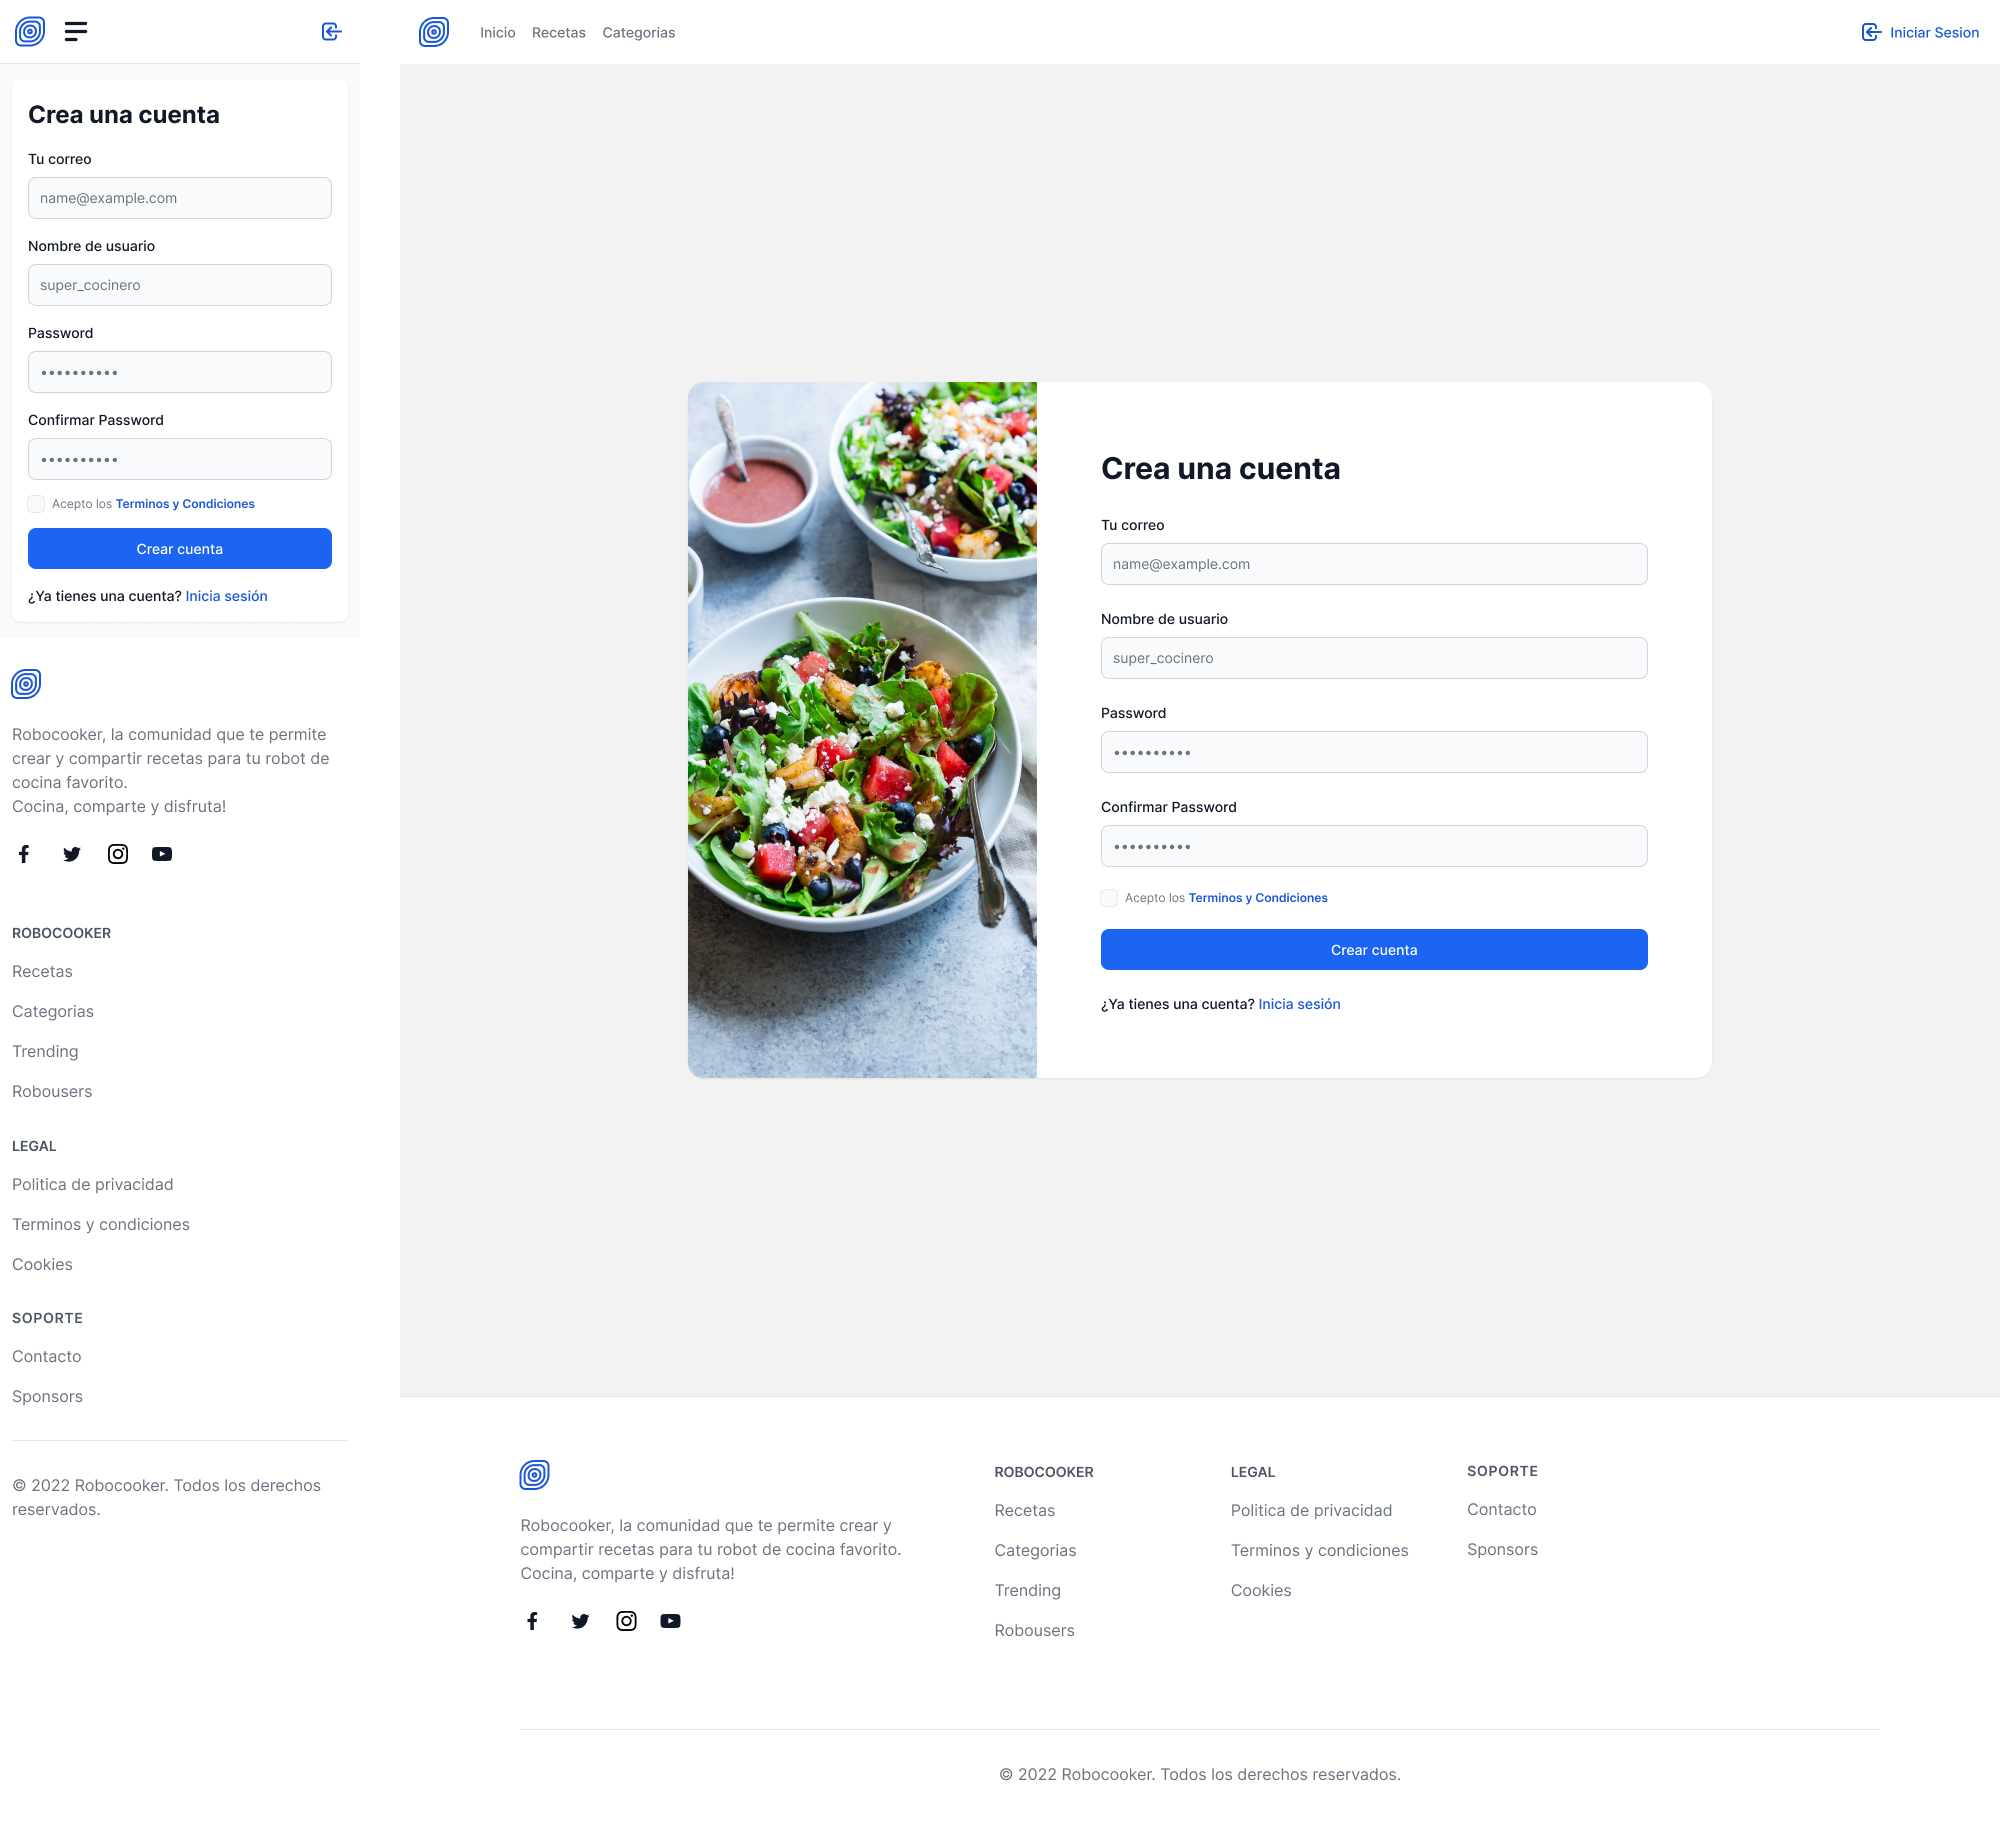 Crea una cuenta
Tu correo
name@example.com
Nombre de usuario
super_cocinero
Password
••••••••••
Confirmar Password
••••••••••
Acepto los Terminos y Condiciones
Crear cuenta
¿Ya tienes una cuenta? Inicia sesión
Robocooker, la comunidad que te permite
crear y compartir recetas para tu robot de
cocina favorito.
Cocina, comparte y disfruta!
ROBOCOOKER
Recetas
Categorias
Trending
Robousers
LEGAL
Politica de privacidad
Terminos y condiciones
Cookies
SOPORTE
Contacto
Sponsors
© 2022 Robocooker. Todos los derechos
reservados.
Inicio Recetas Categorias
Iniciar Sesion
Crea una cuenta
Tu correo
name@example.com
Nombre de usuario
super_cocinero
Password
••••••••••
Confirmar Password
••••••••••
Acepto los Terminos y Condiciones
Crear cuenta
¿Ya tienes una cuenta? Inicia sesión
Robocooker, la comunidad que te permite crear y
compartir recetas para tu robot de cocina favorito.
Cocina, comparte y disfruta!
ROBOCOOKER
Recetas
Categorias
Trending
Robousers
LEGAL
Politica de privacidad
Terminos y condiciones
Cookies
SOPORTE
Contacto
Sponsors
© 2022 Robocooker. Todos los derechos reservados.